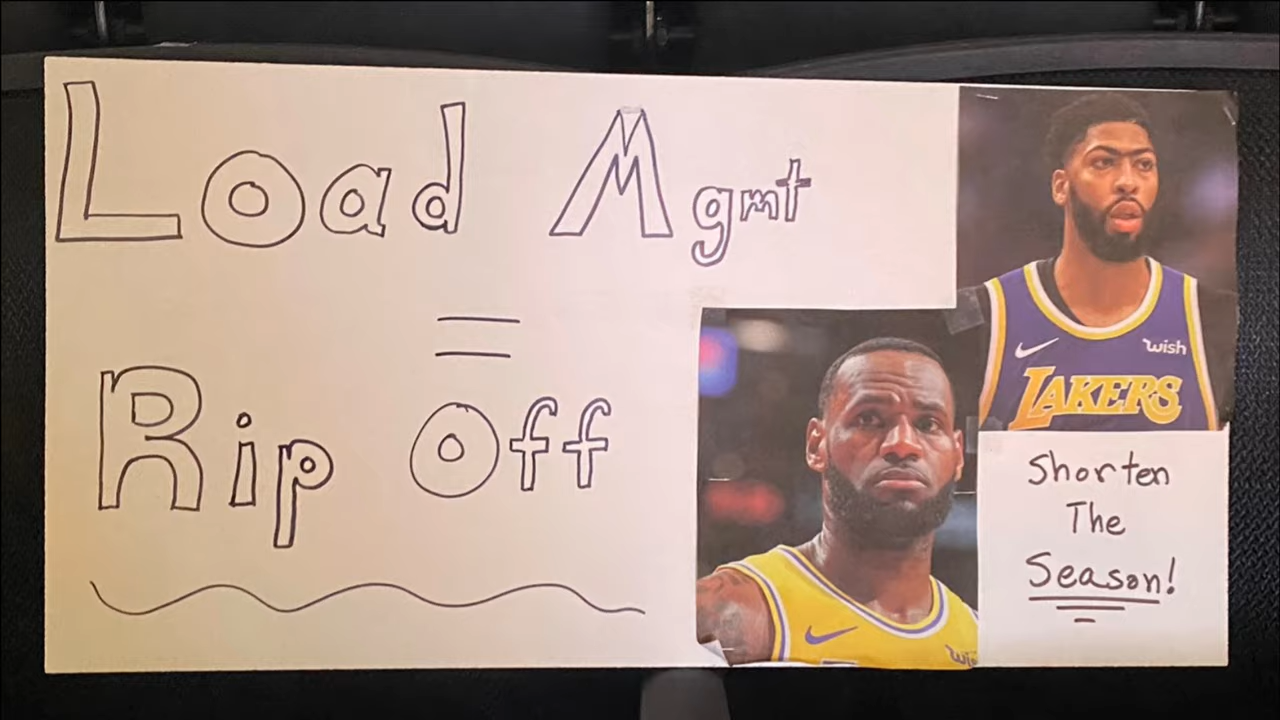 Load Mgmt
=
Rip Off
wish
LAKERS
Shorten
The
Season!